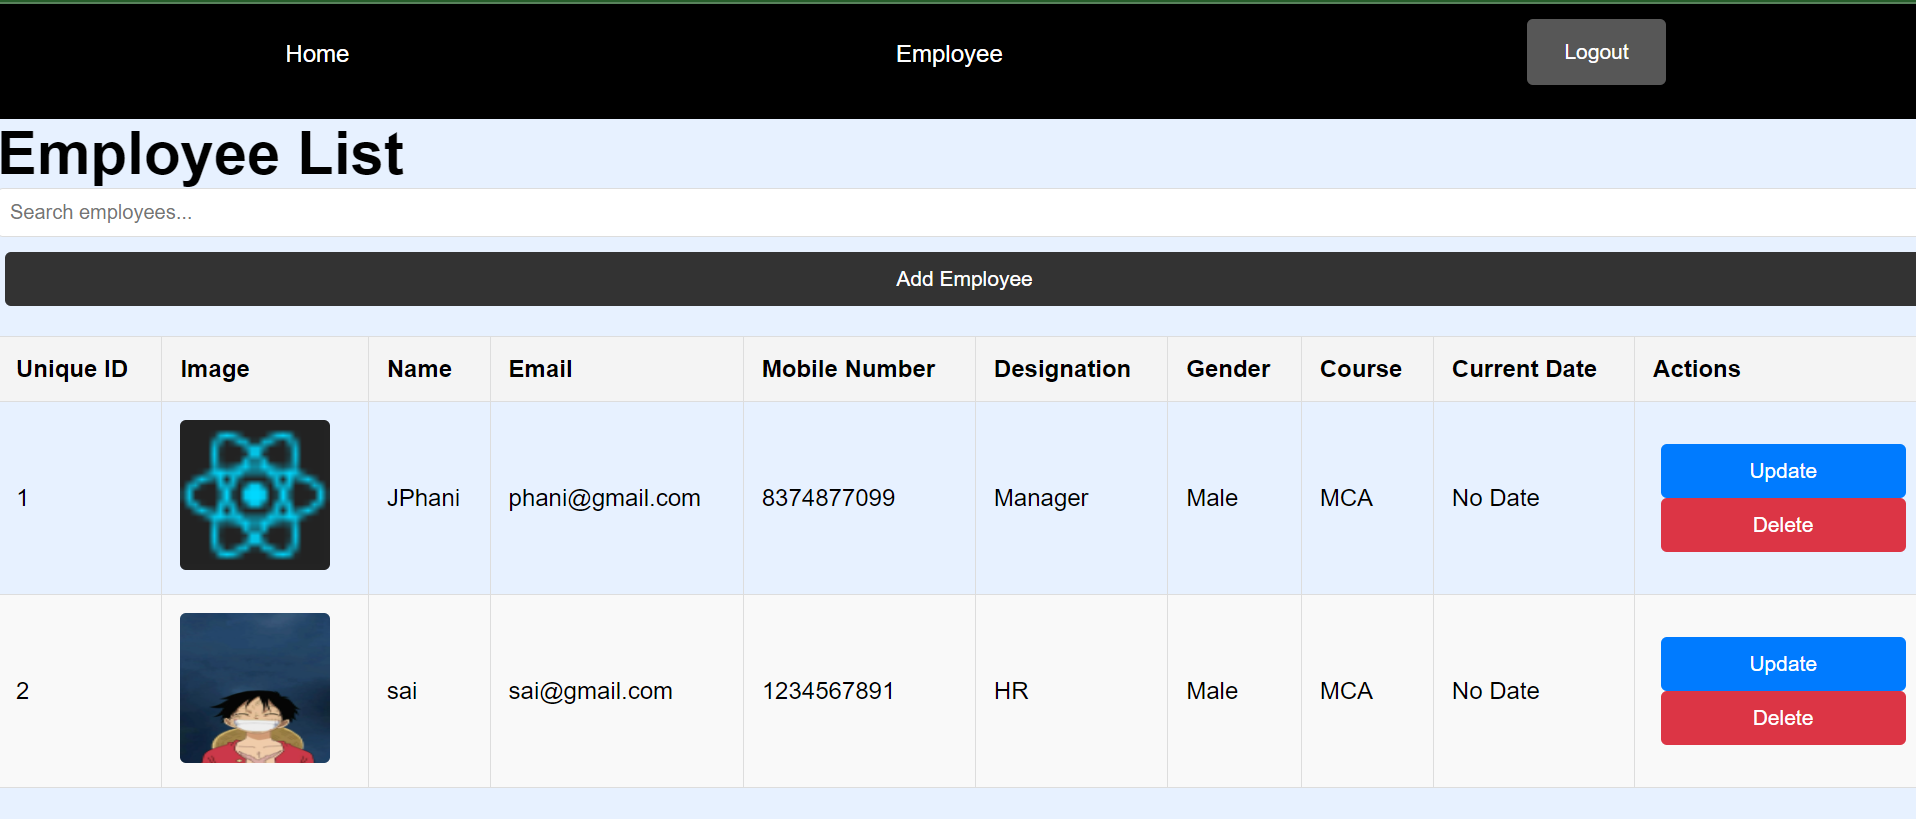 Home Employee Logout
Employee List
Search employees...
Add Employee
Unique ID Image Name Email Mobile Number Designation Gender Course Current Date Actions
1 JPhani phani@gmail.com 8374877099 Manager Male MCA No Date Update
Delete
2 sai sai@gmail.com 1234567891 HR Male MCA No Date Update
Delete